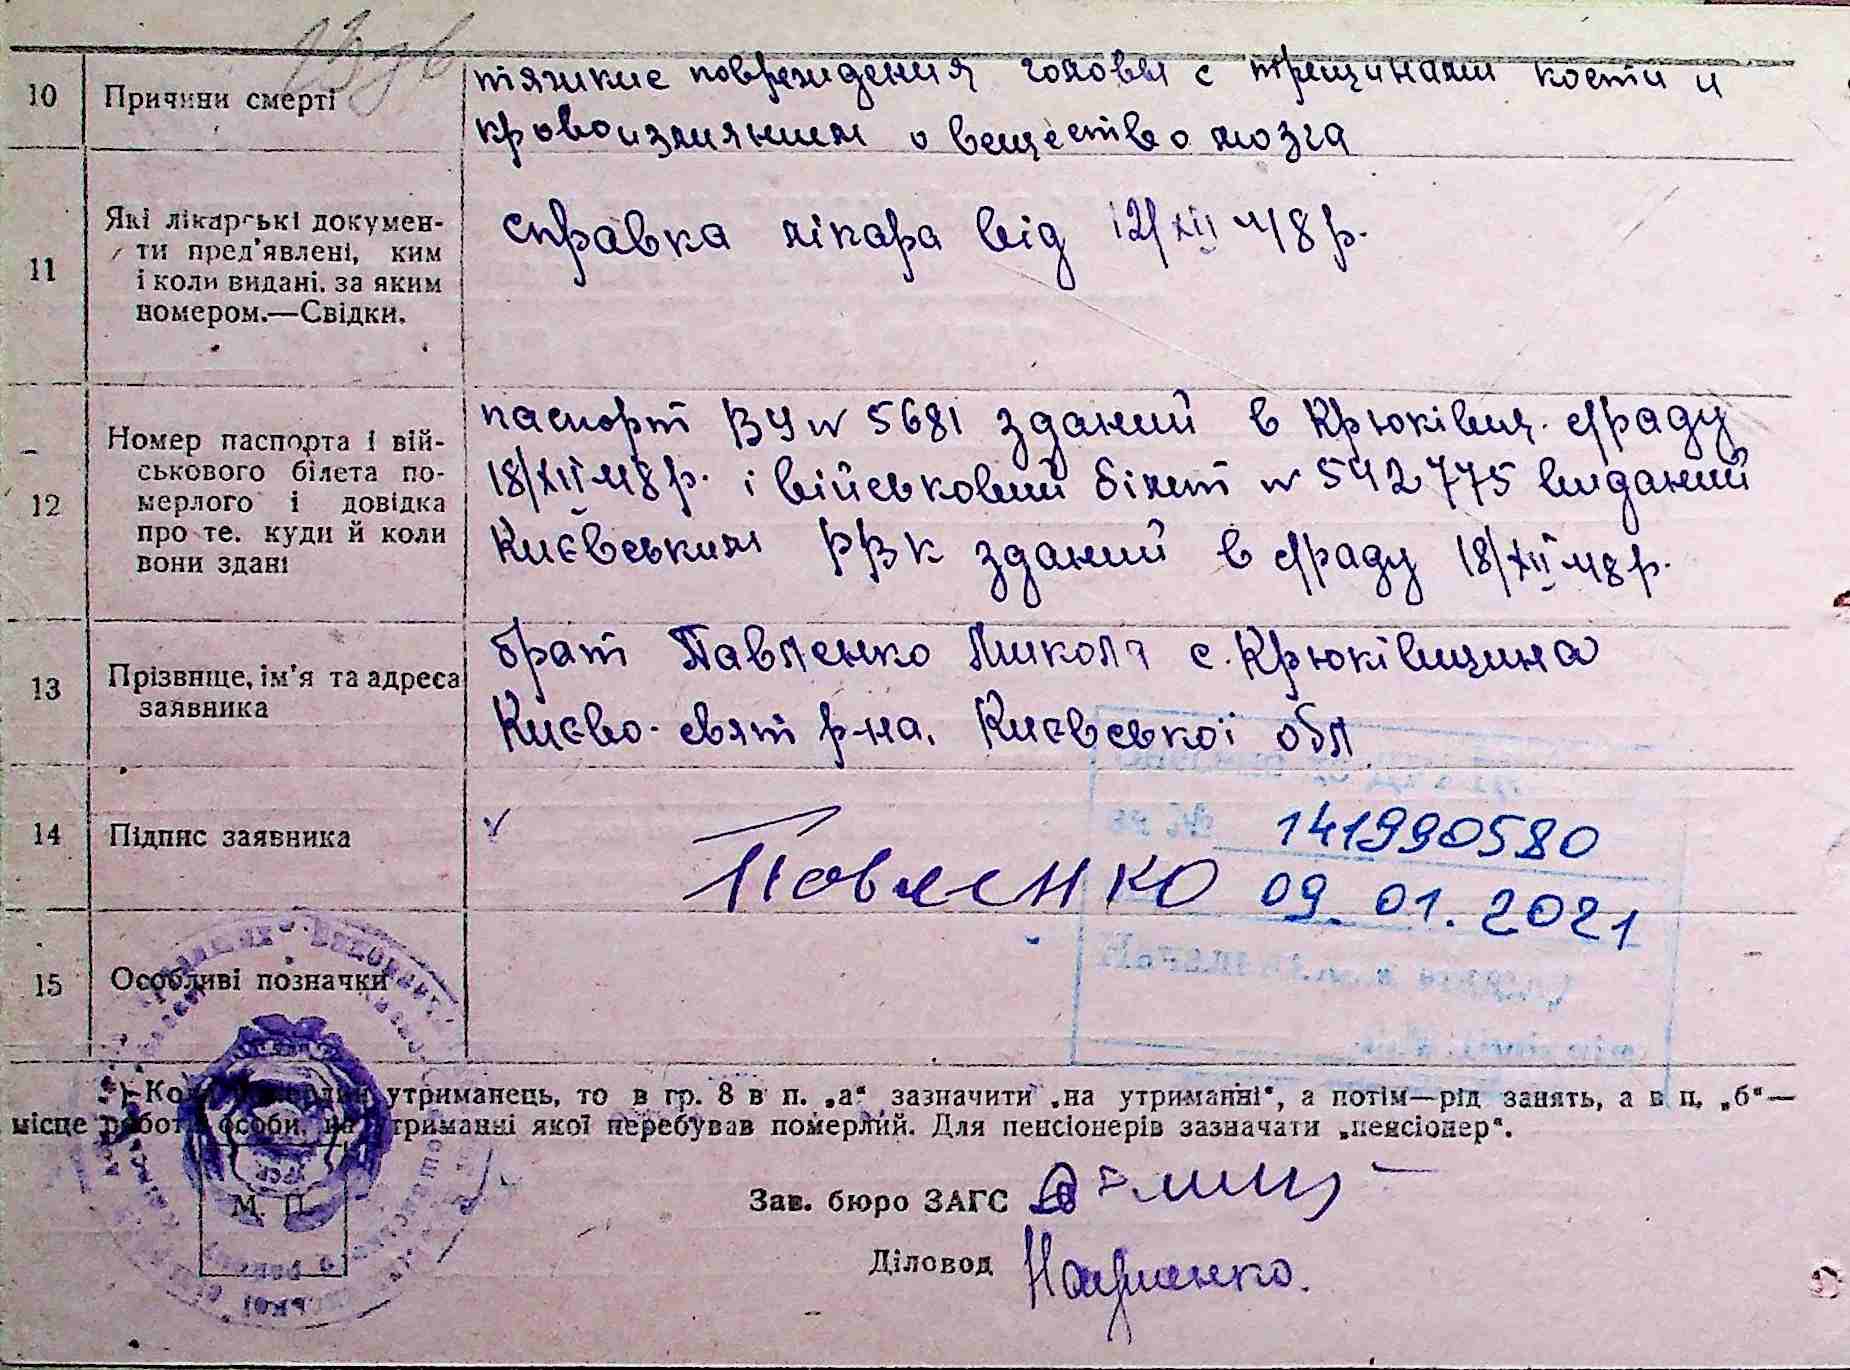 10 Причини смерті
тяжкие повреждения головы с трещинами кости и
кровоизлиянием о вещество мозга
11 Які лікарські докумен-
ти пред'явлені, ким
і коли видані. за яким
номером.—Свідки.
справка лікара від 12/XII 48 р.
12 Номер паспорта і вій-
ськового білета по-
мерлого і довідка
про те. куди й коли
вони здані
паспорт ВУ № 5681 зданий в Крюківщ. с/раду
18/XII 48 р. і військовий білет № 542775 виданий
Києвським РВК зданий в с/раду 18/XII 48 р.
13 Прізвище, ім'я та адреса
заявника
брат Павленко Микола с. Крюківщина
Києво-свят р-на. Києвської обл
14 Підпис заявника
Павленко
141990580
09.01.2021
15 Особливі позначки
*) Коли померлий утриманець, то в гр. 8 в п. „а“ зазначити „на утриманні“, а потім—рід занять, а в п. „б“—
місце роботи особи, на утриманні якої перебував померлий. Для пенсіонерів зазначати „пенсіонер“.
М. П.
Зав. бюро ЗАГС
Діловод